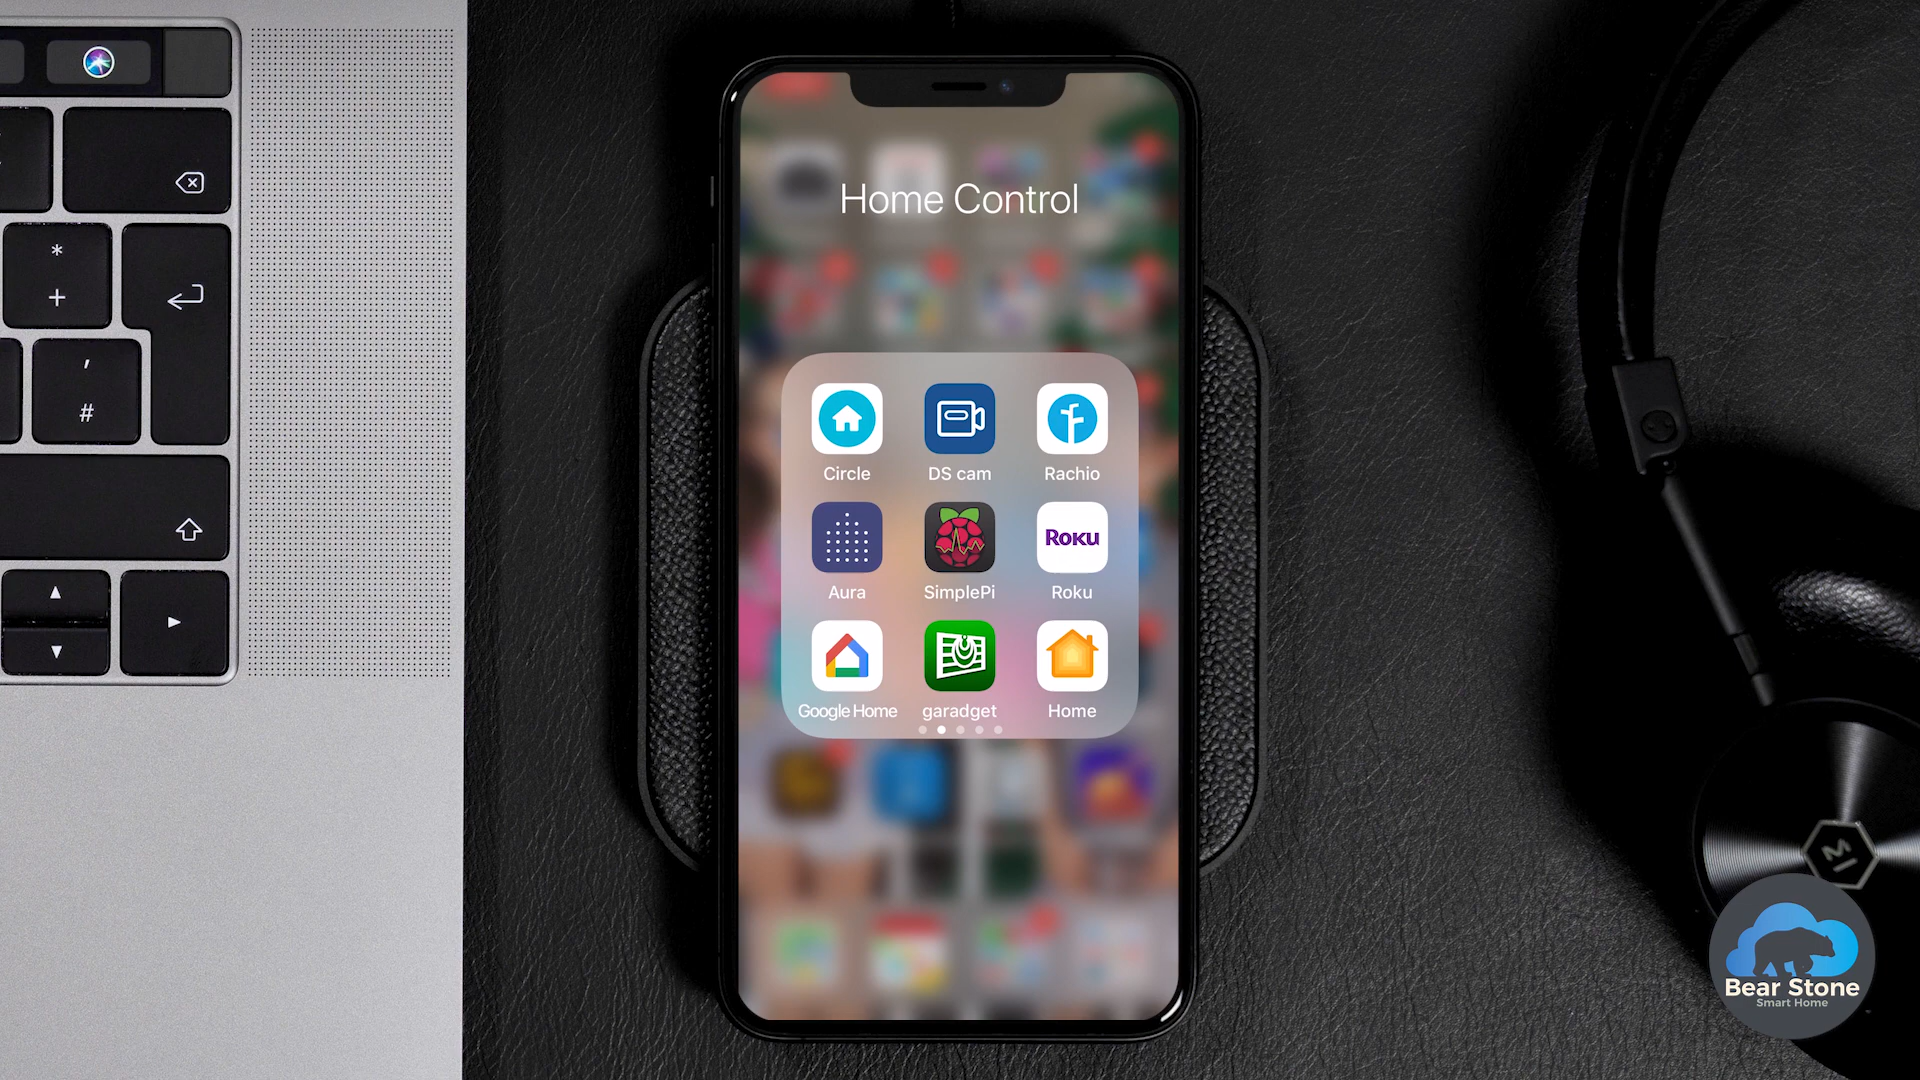 Home Control
Circle
DS cam
Rachio
Aura
SimplePi
Roku
Roku
Google Home
garadget
Home
*
+
'
#
Bear Stone
Smart Home